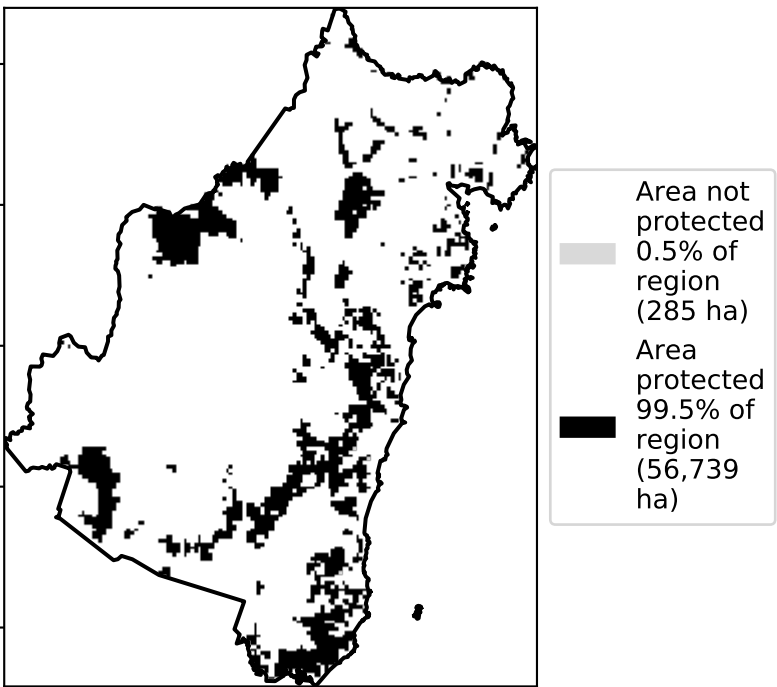 Area not
protected
0.5% of
region
(285 ha)
Area
protected
99.5% of
region
(56,739
ha)